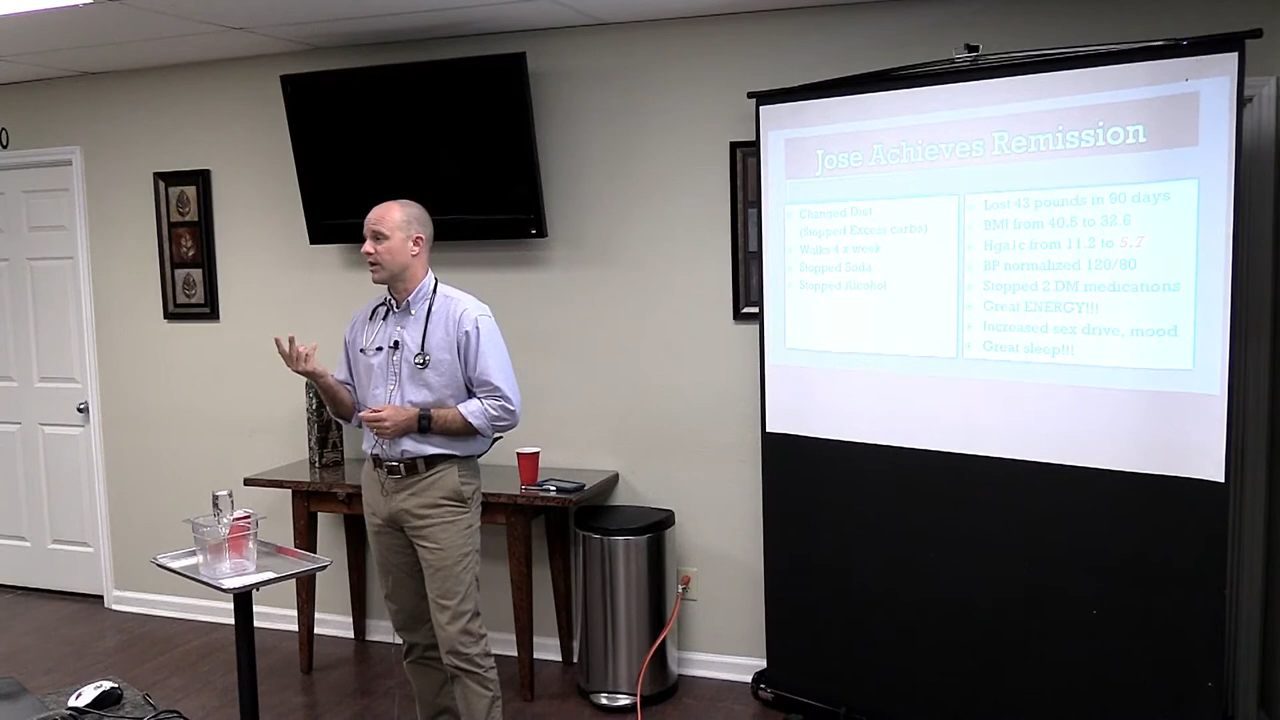 0
Jose Achieves Remission
Changed Diet
(Stopped Excess carbs)
Walks 4 x week
Stopped Soda
Stopped Alcohol
Lost 43 pounds in 90 days
BMI from 40.5 to 32.6
Hga1c from 11.2 to 5.7
BP normalized 120/80
Stopped 2 DM medications
Great ENERGY!!!
Increased sex drive, mood
Great sleep!!!